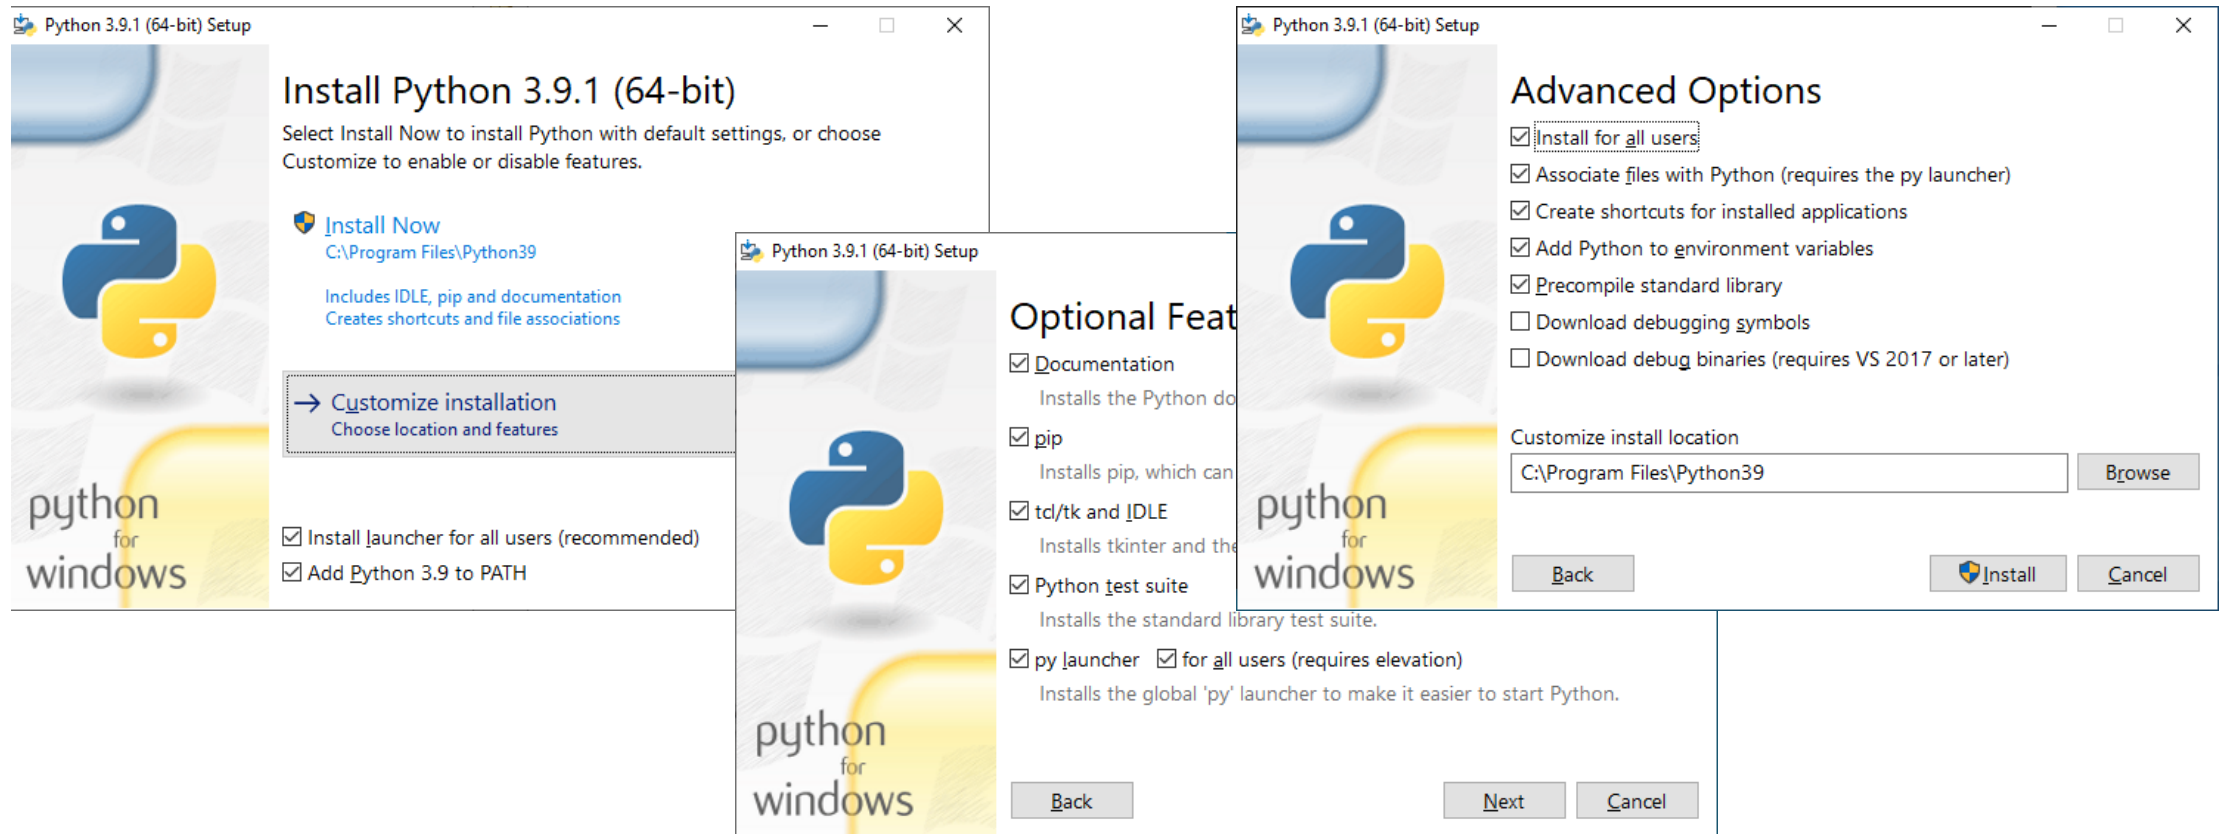 Python 3.9.1 (64-bit) Setup
Install Python 3.9.1 (64-bit)
Select Install Now to install Python with default settings, or choose
Customize to enable or disable features.
Install Now
C:\Program Files\Python39
Includes IDLE, pip and documentation
Creates shortcuts and file associations
Customize installation
Choose location and features
Install launcher for all users (recommended)
Add Python 3.9 to PATH
python
for
windows
Python 3.9.1 (64-bit) Setup
Optional Feat
Documentation
Installs the Python do
pip
Installs pip, which can
tcl/tk and IDLE
Installs tkinter and the
Python test suite
Installs the standard library test suite.
py launcher for all users (requires elevation)
Installs the global 'py' launcher to make it easier to start Python.
python
for
windows
Back Next Cancel
Python 3.9.1 (64-bit) Setup
Advanced Options
Install for all users
Associate files with Python (requires the py launcher)
Create shortcuts for installed applications
Add Python to environment variables
Precompile standard library
Download debugging symbols
Download debug binaries (requires VS 2017 or later)
Customize install location
C:\Program Files\Python39 Browse
python
for
windows
Back Install Cancel